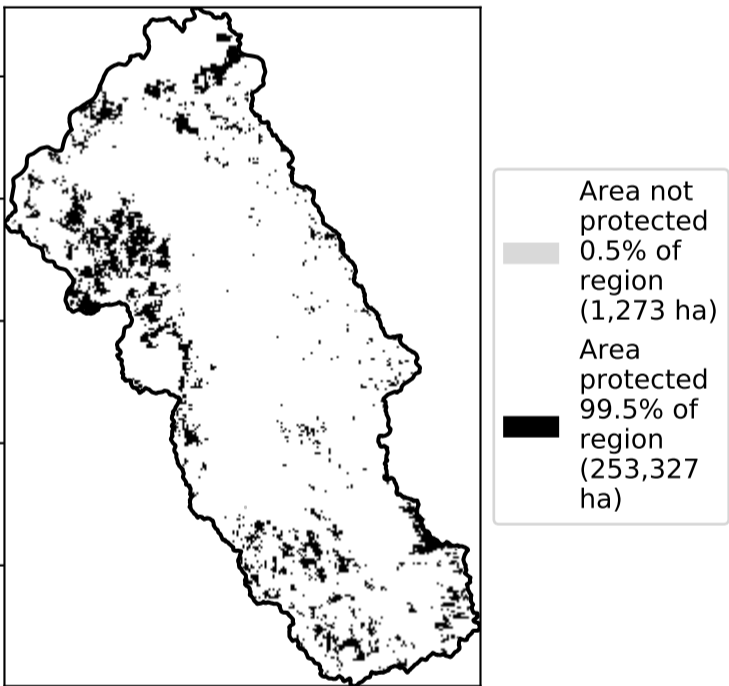 Area not
protected
0.5% of
region
(1,273 ha)
Area
protected
99.5% of
region
(253,327
ha)